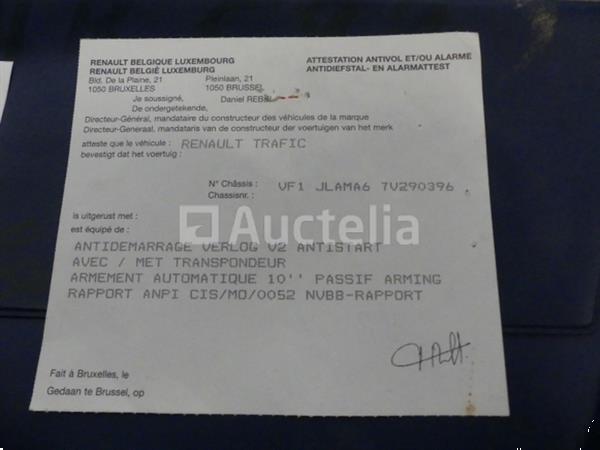 RENAULT BELGIQUE LUXEMBOURG
RENAULT BELGIË LUXEMBURG
Bld. De la Plaine, 21 Pleinlaan, 21
1050 BRUXELLES 1050 BRUSSEL
ATTESTATION ANTIVOL ET/OU ALARME
ANTIDIEFSTAL- EN ALARMATTEST
Je soussigné, Daniel
De ondergetekende,
Directeur-Général, mandataire du constructeur des véhicules de la marque
Directeur-Generaal, mandataris van de constructeur der voertuigen van het merk
atteste que le véhicule : RENAULT TRAFIC
bevestigt dat het voertuig :
N° Châssis : VF1 JLAMA6 7V290396
Chassisnr. :
is uitgerust met :
est équipé de :
Auctelia
ANTIDEMARRAGE VERLOG V2 ANTISTART
AVEC / MET TRANSPONDEUR
ARMEMENT AUTOMATIQUE 10'' PASSIF ARMING
RAPPORT ANPI CIS/MO/0052 NVBB-RAPPORT
Fait à Bruxelles, le
Gedaan te Brussel, op